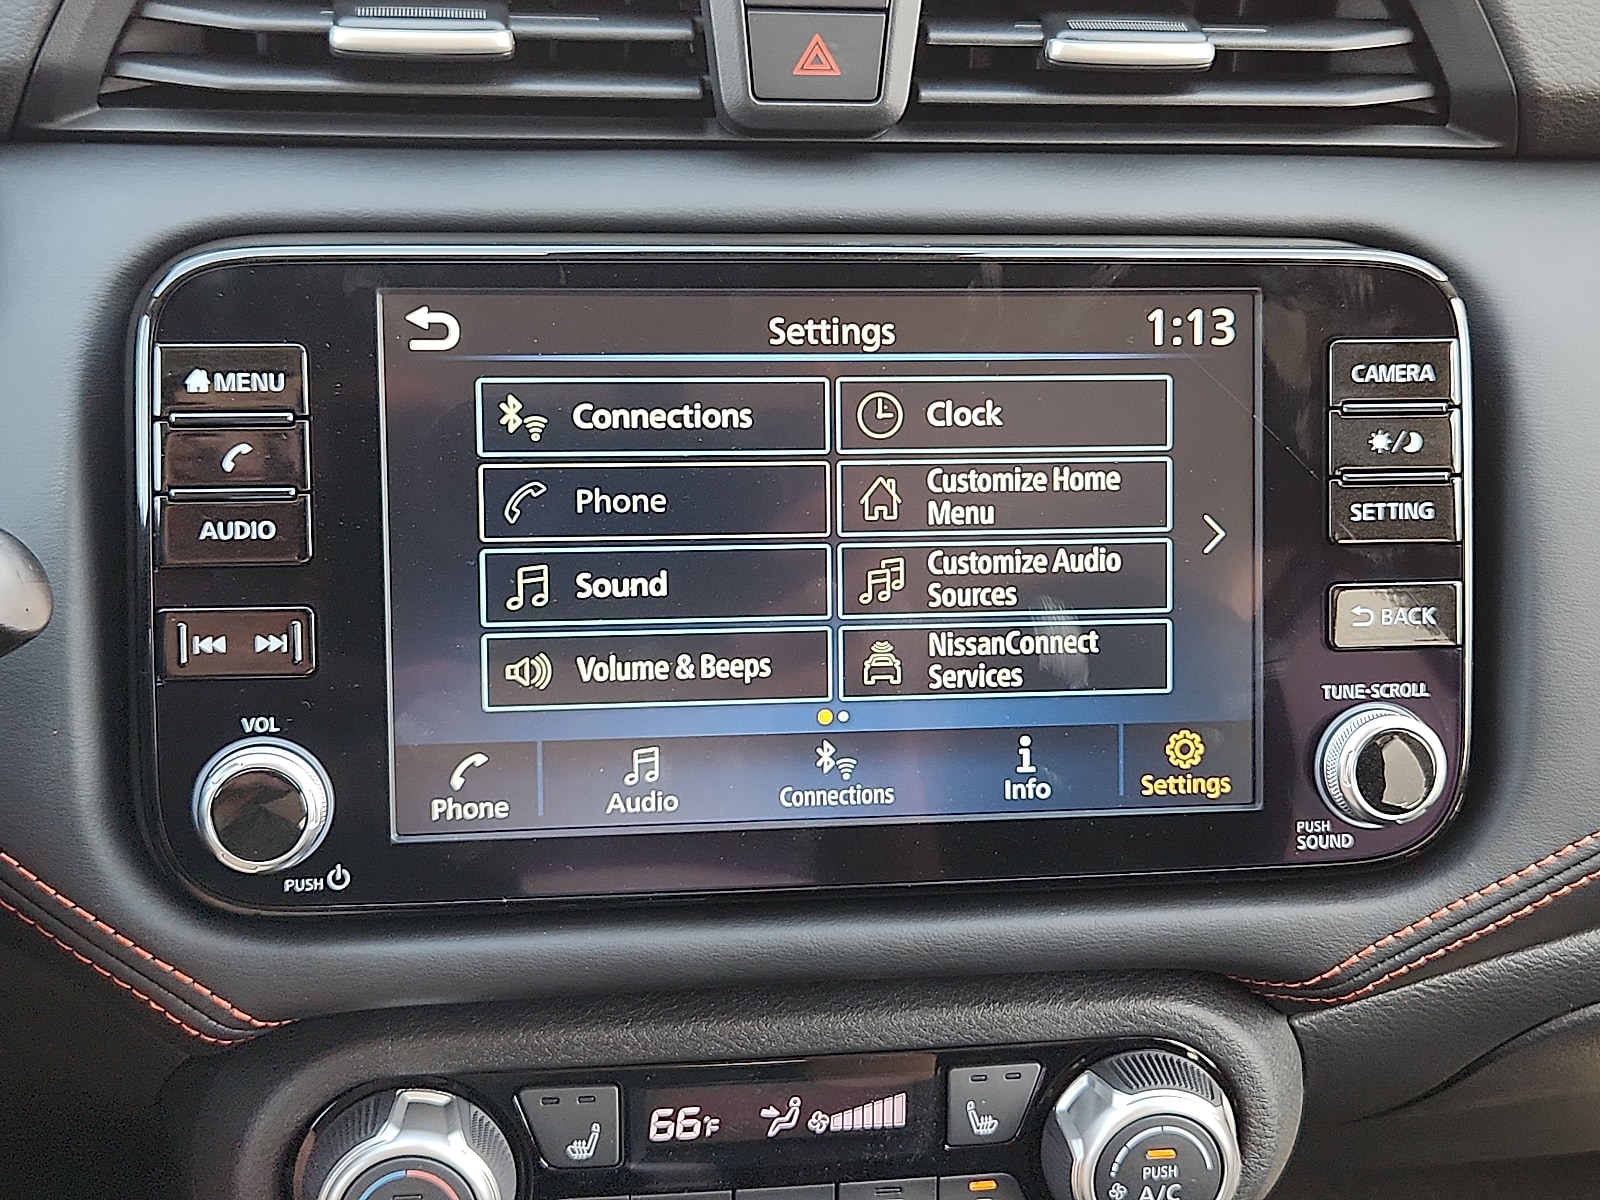 Settings
1:13
MENU
AUDIO
VOL
PUSH
Connections
Phone
Sound
Volume & Beeps
Clock
Customize Home
Menu
Customize Audio
Sources
NissanConnect
Services
Phone
Audio
Connections
Info
Settings
CAMERA
SETTING
BACK
TUNE-SCROLL
PUSH
SOUND
66°F
PUSH
A/C